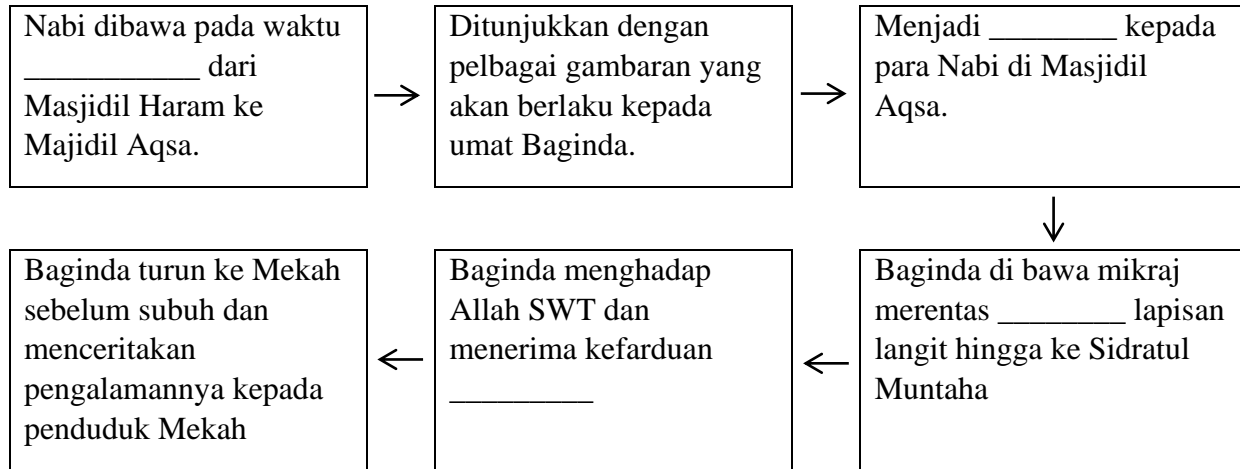 Nabi dibawa pada waktu
___________ dari
Masjidil Haram ke
Majidil Aqsa.
Ditunjukkan dengan
pelbagai gambaran yang
akan berlaku kepada
umat Baginda.
Menjadi ________ kepada
para Nabi di Masjidil
Aqsa.
Baginda di bawa mikraj
merentas ________ lapisan
langit hingga ke Sidratul
Muntaha
Baginda menghadap
Allah SWT dan
menerima kefarduan
_________
Baginda turun ke Mekah
sebelum subuh dan
menceritakan
pengalamannya kepada
penduduk Mekah